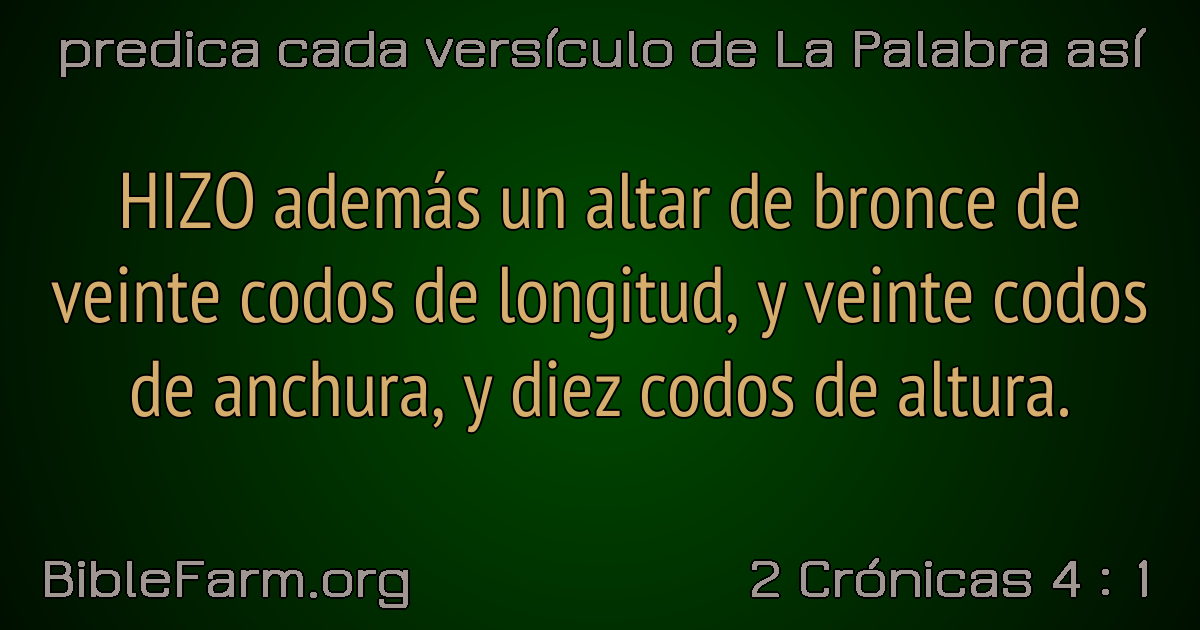 predica cada versículo de La Palabra así
HIZO además un altar de bronce de
veinte codos de longitud, y veinte codos
de anchura, y diez codos de altura.
BibleFarm.org
2 Crónicas 4 : 1